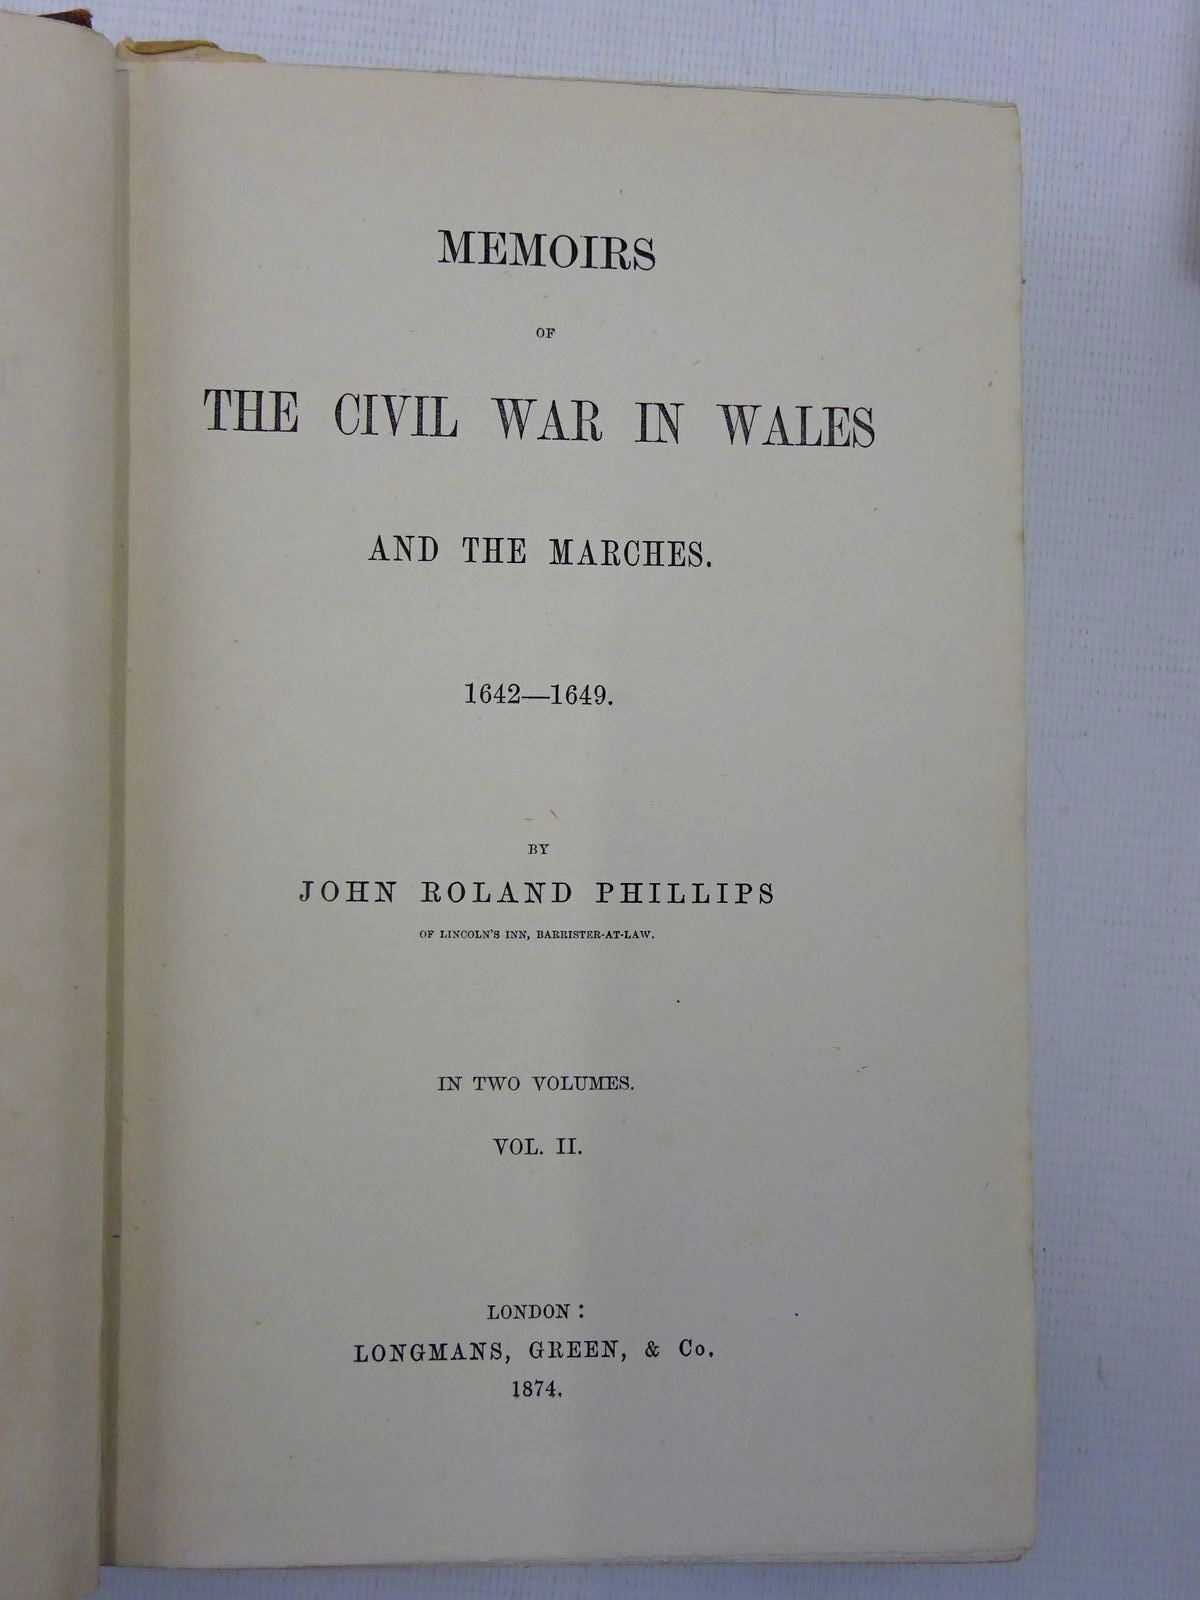 MEMOIRS
OF
THE CIVIL WAR IN WALES
AND THE MARCHES.
1642—1649.
BY
JOHN ROLAND PHILLIPS
OF LINCOLN'S INN, BARRISTER-AT-LAW.
IN TWO VOLUMES.
VOL. II.
LONDON:
LONGMANS, GREEN, & Co.
1874.